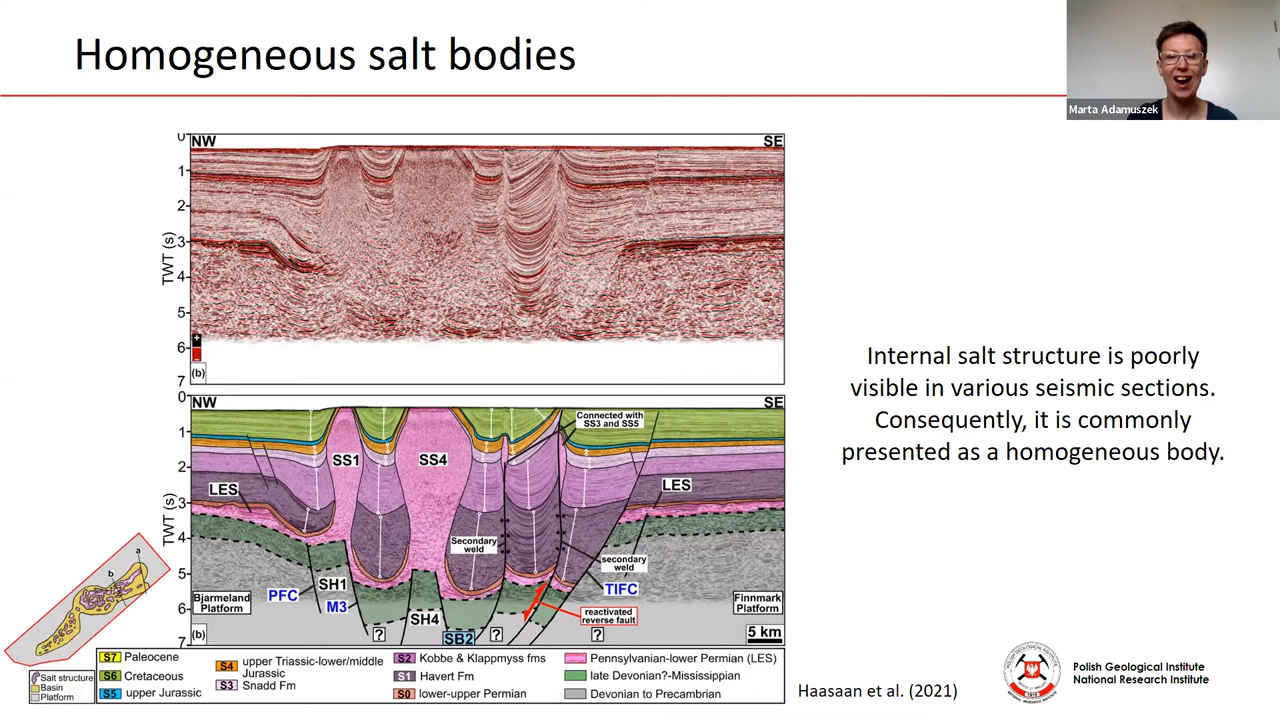 Homogeneous salt bodies
Marta Adamuszek
NW
SE
0
1
2
3
4
5
6
7
TWT (s)
+
(b)
NW
SE
0
1
2
3
4
5
6
7
TWT (s)
Connected with
SS3 and SS5
SS1
SS4
LES
LES
Secondary
weld
secondary
weld
SH1
PFC
M3
TIFC
Bjarmeland
Platform
Finnmark
Platform
SH4
reactivated
reverse fault
(b)
?
SB2
?
?
5 km
a
b
Salt structure
Basin
Platform
S7 Paleocene
S6 Cretaceous
S5 upper Jurassic
S4 upper Triassic-lower/middle
Jurassic
S3 Snadd Fm
S2 Kobbe & Klappmyss fms
S1 Havert Fm
S0 lower-upper Permian
Pennsylvanian-lower Permian (LES)
late Devonian?-Mississippian
Devonian to Precambrian
Internal salt structure is poorly
visible in various seismic sections.
Consequently, it is commonly
presented as a homogeneous body.
Haasaan et al. (2021)
Polish Geological Institute
National Research Institute